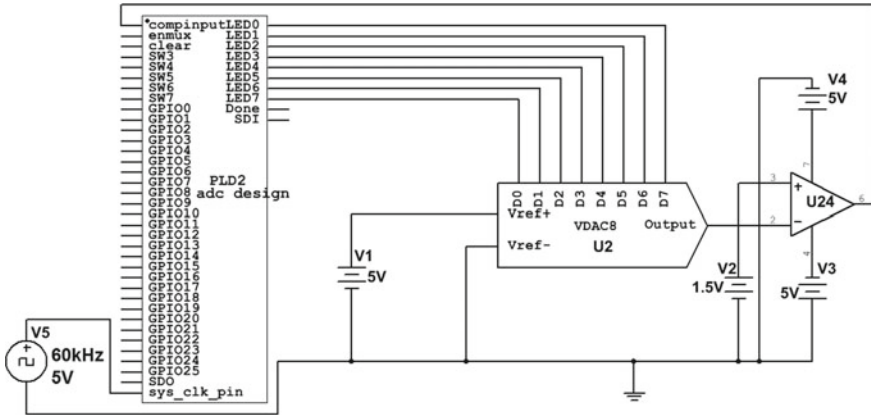 compinput LED0
enmux LED1
clear LED2
SW3 LED3
SW4 LED4
SW5 LED5
SW6 LED6
SW7 LED7
GPIO0 Done
GPIO1 SDI
GPIO2
GPIO3
GPIO4
GPIO5
GPIO6
GPIO7
GPIO8
GPIO9
GPIO10
GPIO11
GPIO12
GPIO13
GPIO14
GPIO15
GPIO16
GPIO17
GPIO18
GPIO19
GPIO20
GPIO21
GPIO22
GPIO23
GPIO24
GPIO25
SDO
sys_clk_pin
PLD2
adc design
V5
60kHz
5V
V1
5V
D0 D1 D2 D3 D4 D5 D6 D7
Vref+
Vref-
VDAC8
U2
Output
V2
1.5V
V4
5V
7
3
+
U24
6
2
−
4
V3
5V